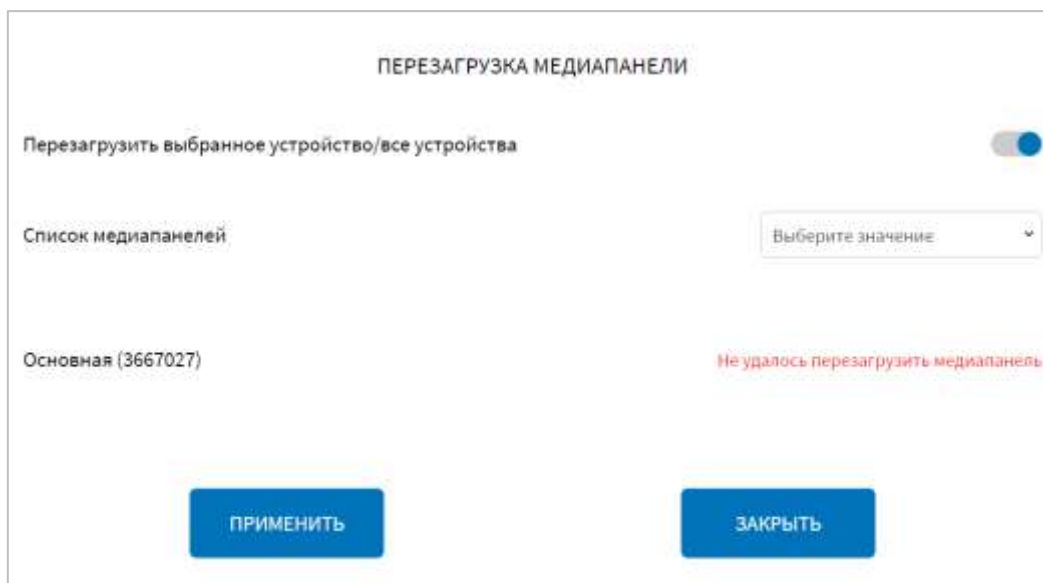 ПЕРЕЗАГРУЗКА МЕДИАПАНЕЛИ
Перезагрузить выбранное устройство/все устройства
Список медиапанелей
Выберите значение
Основная (3667027)
Не удалось перезагрузить медиапанель
ПРИМЕНИТЬ
ЗАКРЫТЬ